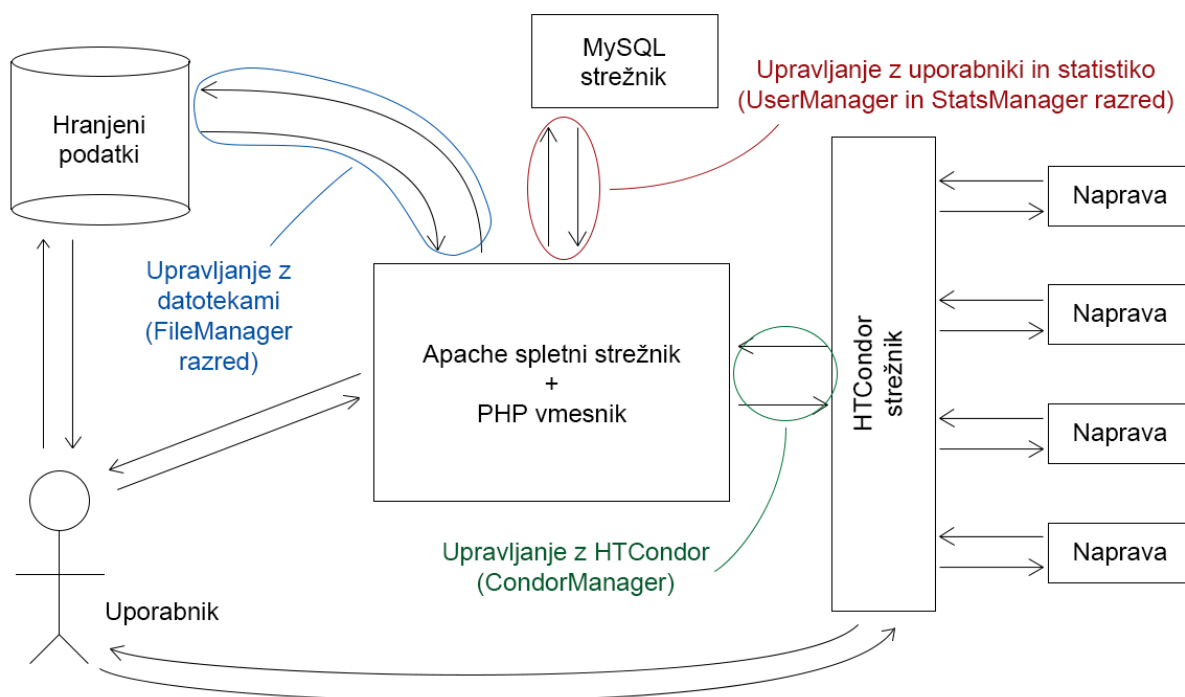 MySQL
strežnik
Hranjeni
podatki
Upravljanje z uporabniki in statistiko
(UserManager in StatsManager razred)
Naprava
Upravljanje z
datotekami
(FileManager
razred)
Apache spletni strežnik
+
PHP vmesnik
HTCondor
strežnik
Naprava
Naprava
Upravljanje z HTCondor
(CondorManager)
Naprava
Uporabnik